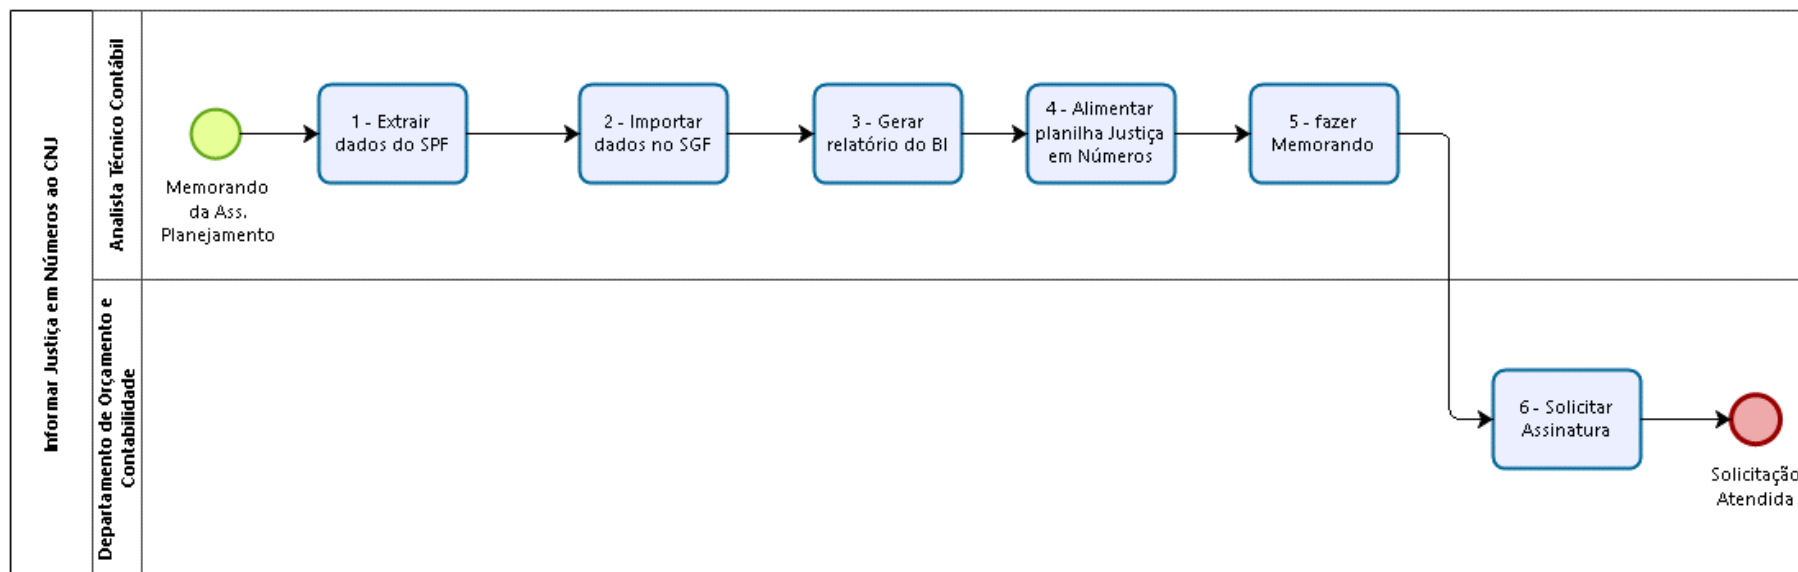 Informar Justiça em Números ao CNJ
Analista Técnico Contábil
Memorando
da Ass.
Planejamento
1 - Extrair
dados do SPF
2 - Importar
dados no SGF
3 - Gerar
relatório do BI
4 - Alimentar
planilha Justiça
em Números
5 - fazer
Memorando
Departamento de Orçamento e
Contabilidade
6 - Solicitar
Assinatura
Solicitação
Atendida